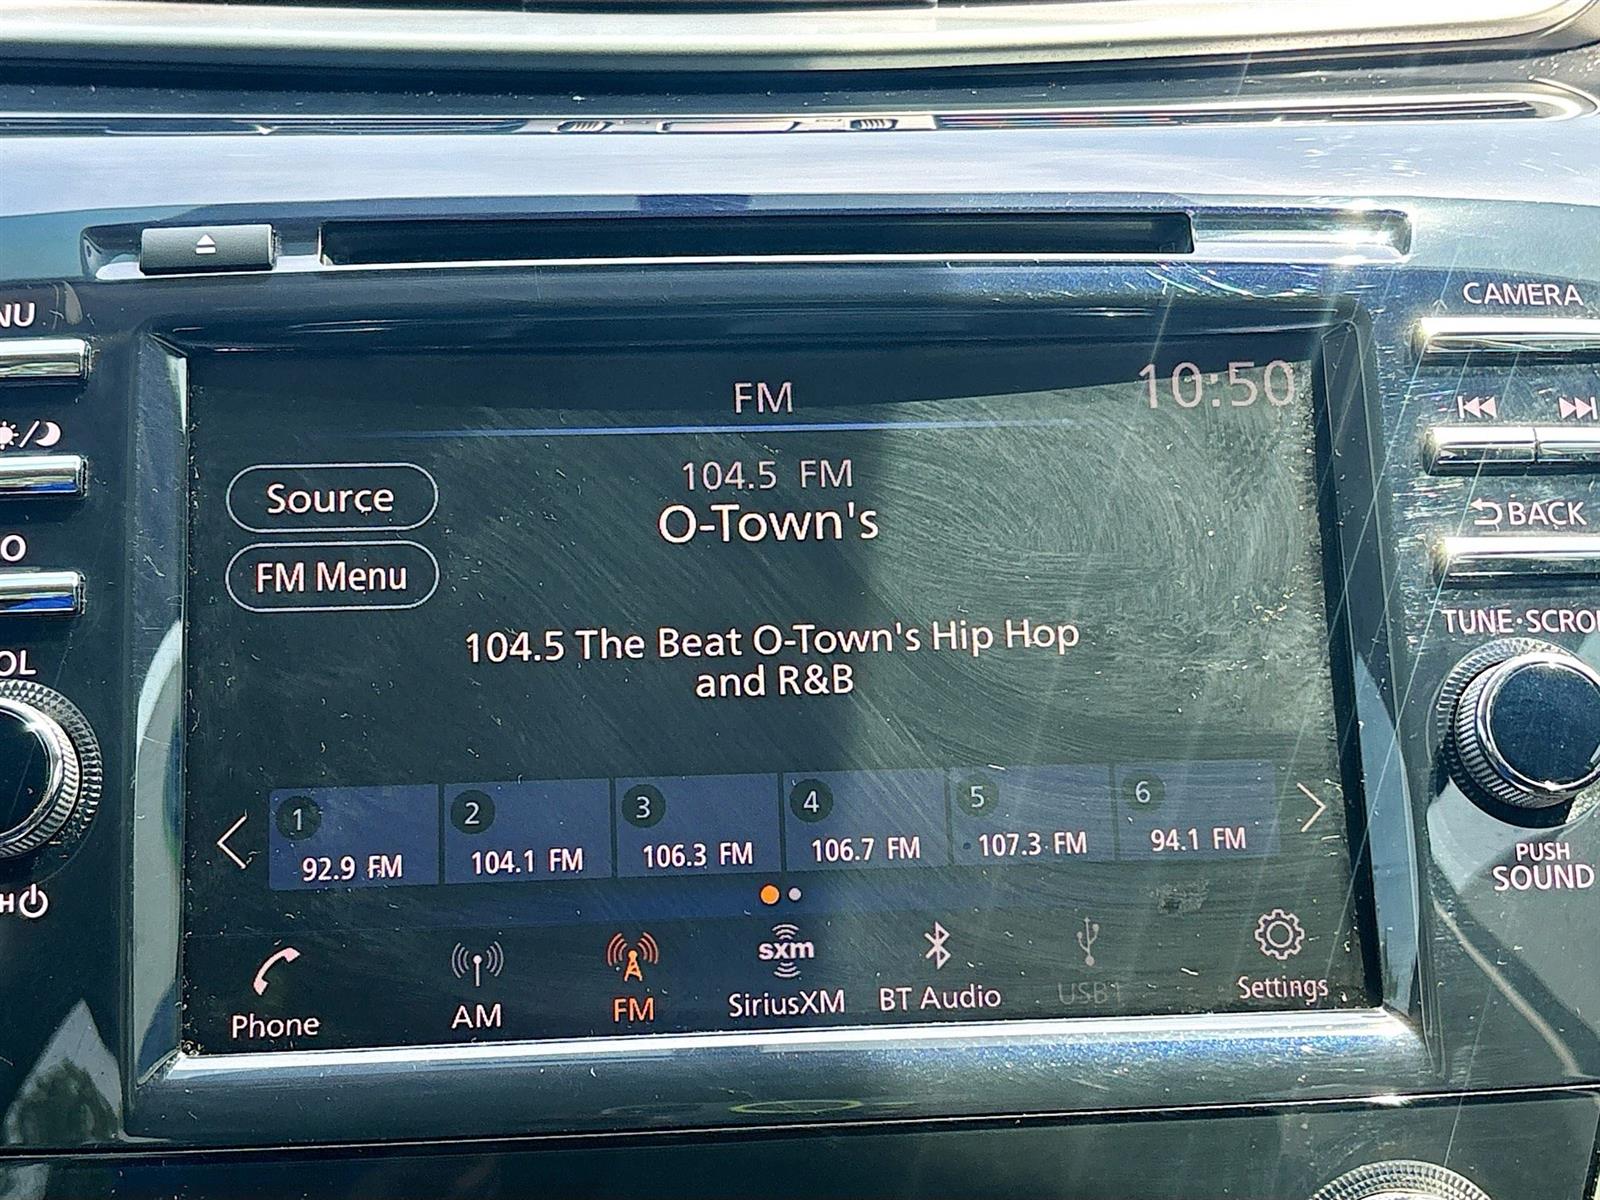 CAMERA
FM
10:50
104.5 FM
O-Town's
Source
FM Menu
BACK
104.5 The Beat O-Town's Hip Hop
and R&B
1
2
3
4
5
6
92.9 FM
104.1 FM
106.3 FM
106.7 FM
107.3 FM
94.1 FM
PUSH
SOUND
Phone
AM
FM
sxm
SiriusXM
BT Audio
USB1
Settings
NU
O
OL
H
TUNE·SCROL